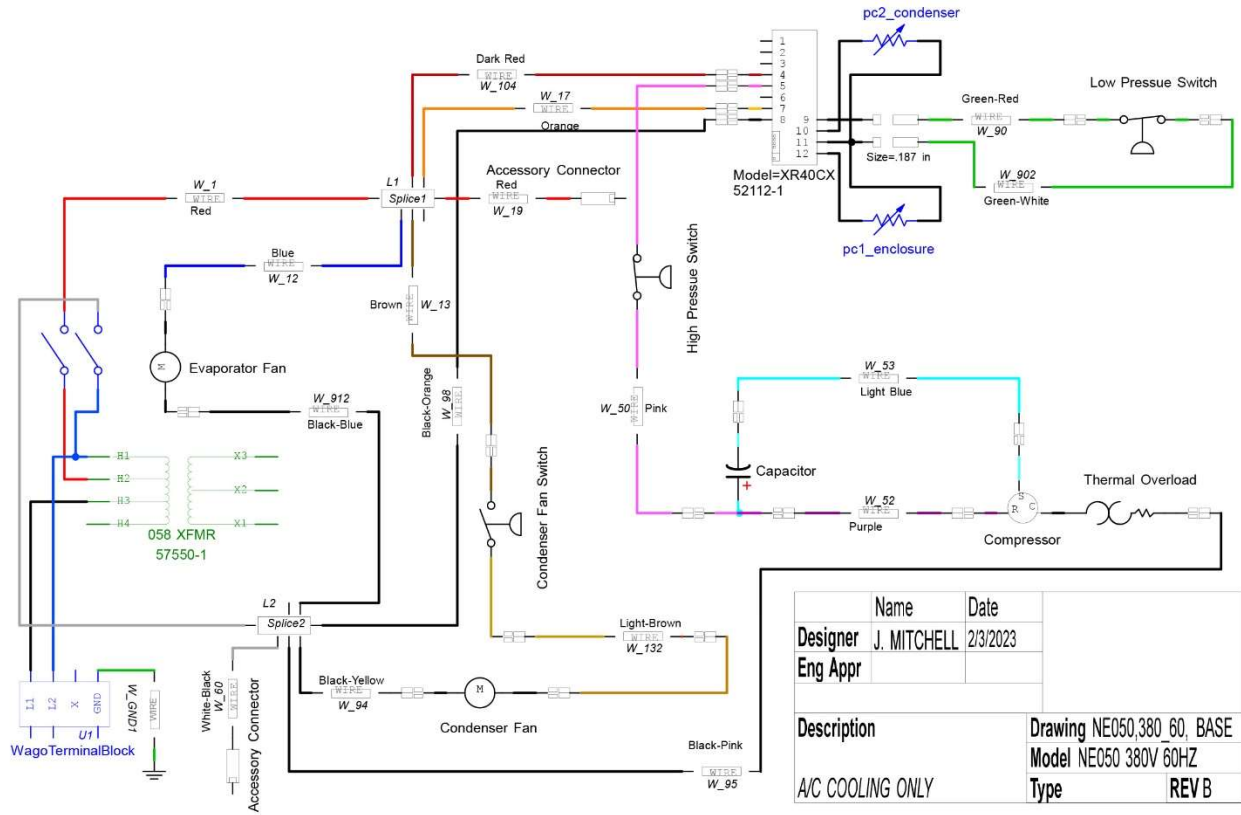 pc2_condenser
1
2
3
4
5
6
7
8
9
10
11
12
Model=XR40CX
52112-1
pc1_enclosure
Dark Red
WIRE
W_104
W_17
WIRE
Orange
Green-Red
WIRE
W_90
Low Pressue Switch
Size=.187 in
W_902
WIRE
Green-White
W_1
WIRE
Red
L1
Splice1
Accessory Connector
Red
WIRE
W_19
Blue
WIRE
W_12
Brown
WIRE
W_13
High Pressue Switch
M
Evaporator Fan
W_912
WIRE
Black-Blue
Black-Orange
WIRE
W_98
W_50
WIRE
Pink
W_53
WIRE
Light Blue
Capacitor
+
W_52
WIRE
Purple
S
R
C
Compressor
Thermal Overload
H1
H2
H3
H4
X3
X2
X1
058 XFMR
57550-1
Condenser Fan Switch
L2
Splice2
Light-Brown
WIRE
W_132
Black-Yellow
WIRE
W_94
M
Condenser Fan
White-Black
WIRE
W_60
Accessory Connector
L1
L2
X
GND
U1
WagoTerminalBlock
W_GND1
WIRE
Black-Pink
WIRE
W_95
Name Date
Designer J. MITCHELL 2/3/2023
Eng Appr
Description
A/C COOLING ONLY
Drawing NE050,380_60, BASE
Model NE050 380V 60HZ
Type REV B